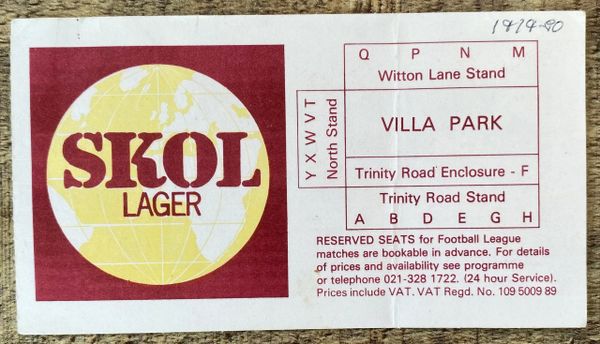 1979-80
SKOL
LAGER
Q P N M
Witton Lane Stand
Y X W V T
North Stand
VILLA PARK
Trinity Road Enclosure - F
Trinity Road Stand
A B D E G H
RESERVED SEATS for Football League
matches are bookable in advance. For details
of prices and availability see programme
or telephone 021-328 1722. (24 hour Service).
Prices include VAT. VAT Regd. No. 109 5009 89